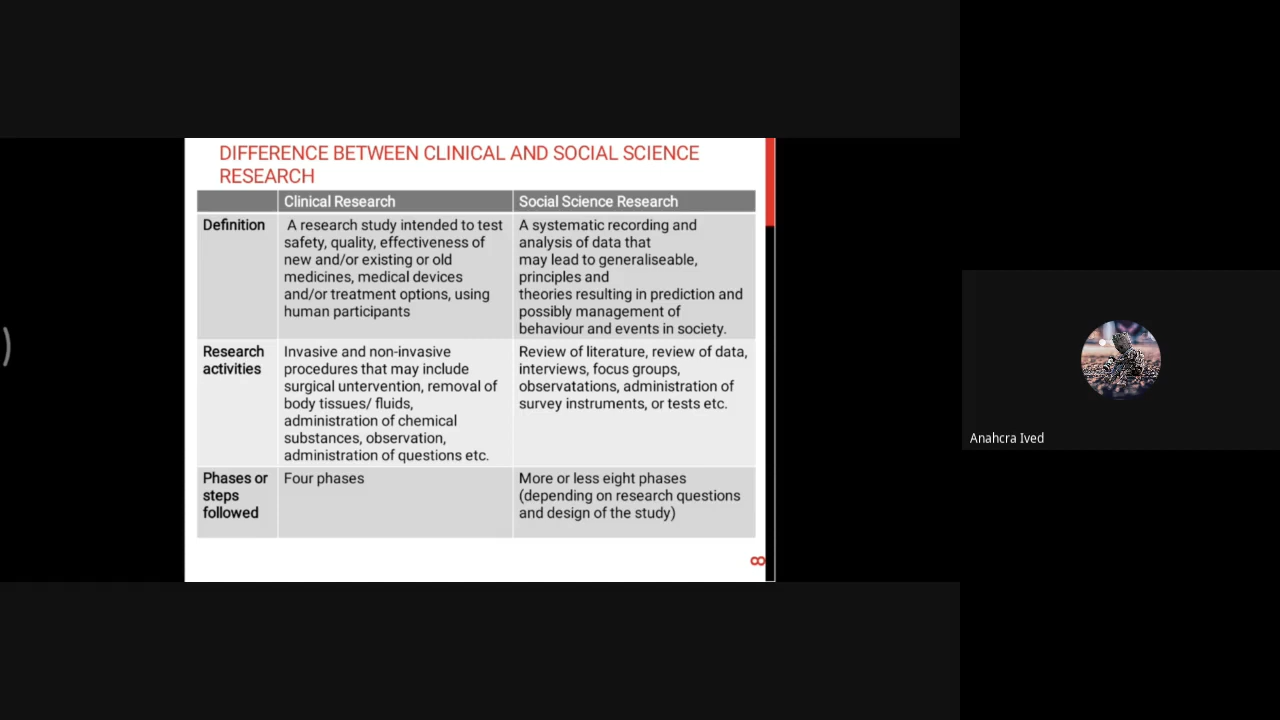 DIFFERENCE BETWEEN CLINICAL AND SOCIAL SCIENCE
RESEARCH
Clinical Research
Social Science Research
Definition
A research study intended to test
safety, quality, effectiveness of
new and/or existing or old
medicines, medical devices
and/or treatment options, using
human participants
A systematic recording and
analysis of data that
may lead to generaliseable,
principles and
theories resulting in prediction and
possibly management of
behaviour and events in society.
Research
activities
Invasive and non-invasive
procedures that may include
surgical untervention, removal of
body tissues/ fluids,
administration of chemical
substances, observation,
administration of questions etc.
Review of literature, review of data,
interviews, focus groups,
observatations, administration of
survey instruments, or tests etc.
Phases or
steps
followed
Four phases
More or less eight phases
(depending on research questions
and design of the study)
8
Anahcra Ived